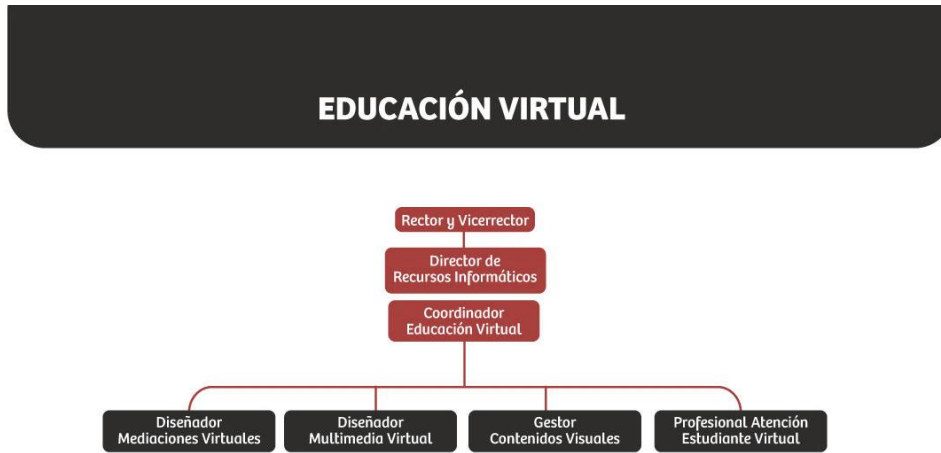 EDUCACIÓN VIRTUAL
Rector y Vicerrector
Director de
Recursos Informáticos
Coordinador
Educación Virtual
Diseñador
Mediaciones Virtuales
Diseñador
Multimedia Virtual
Gestor
Contenidos Visuales
Profesional Atención
Estudiante Virtual